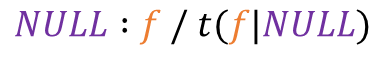 NULL : f / t(f|NULL)